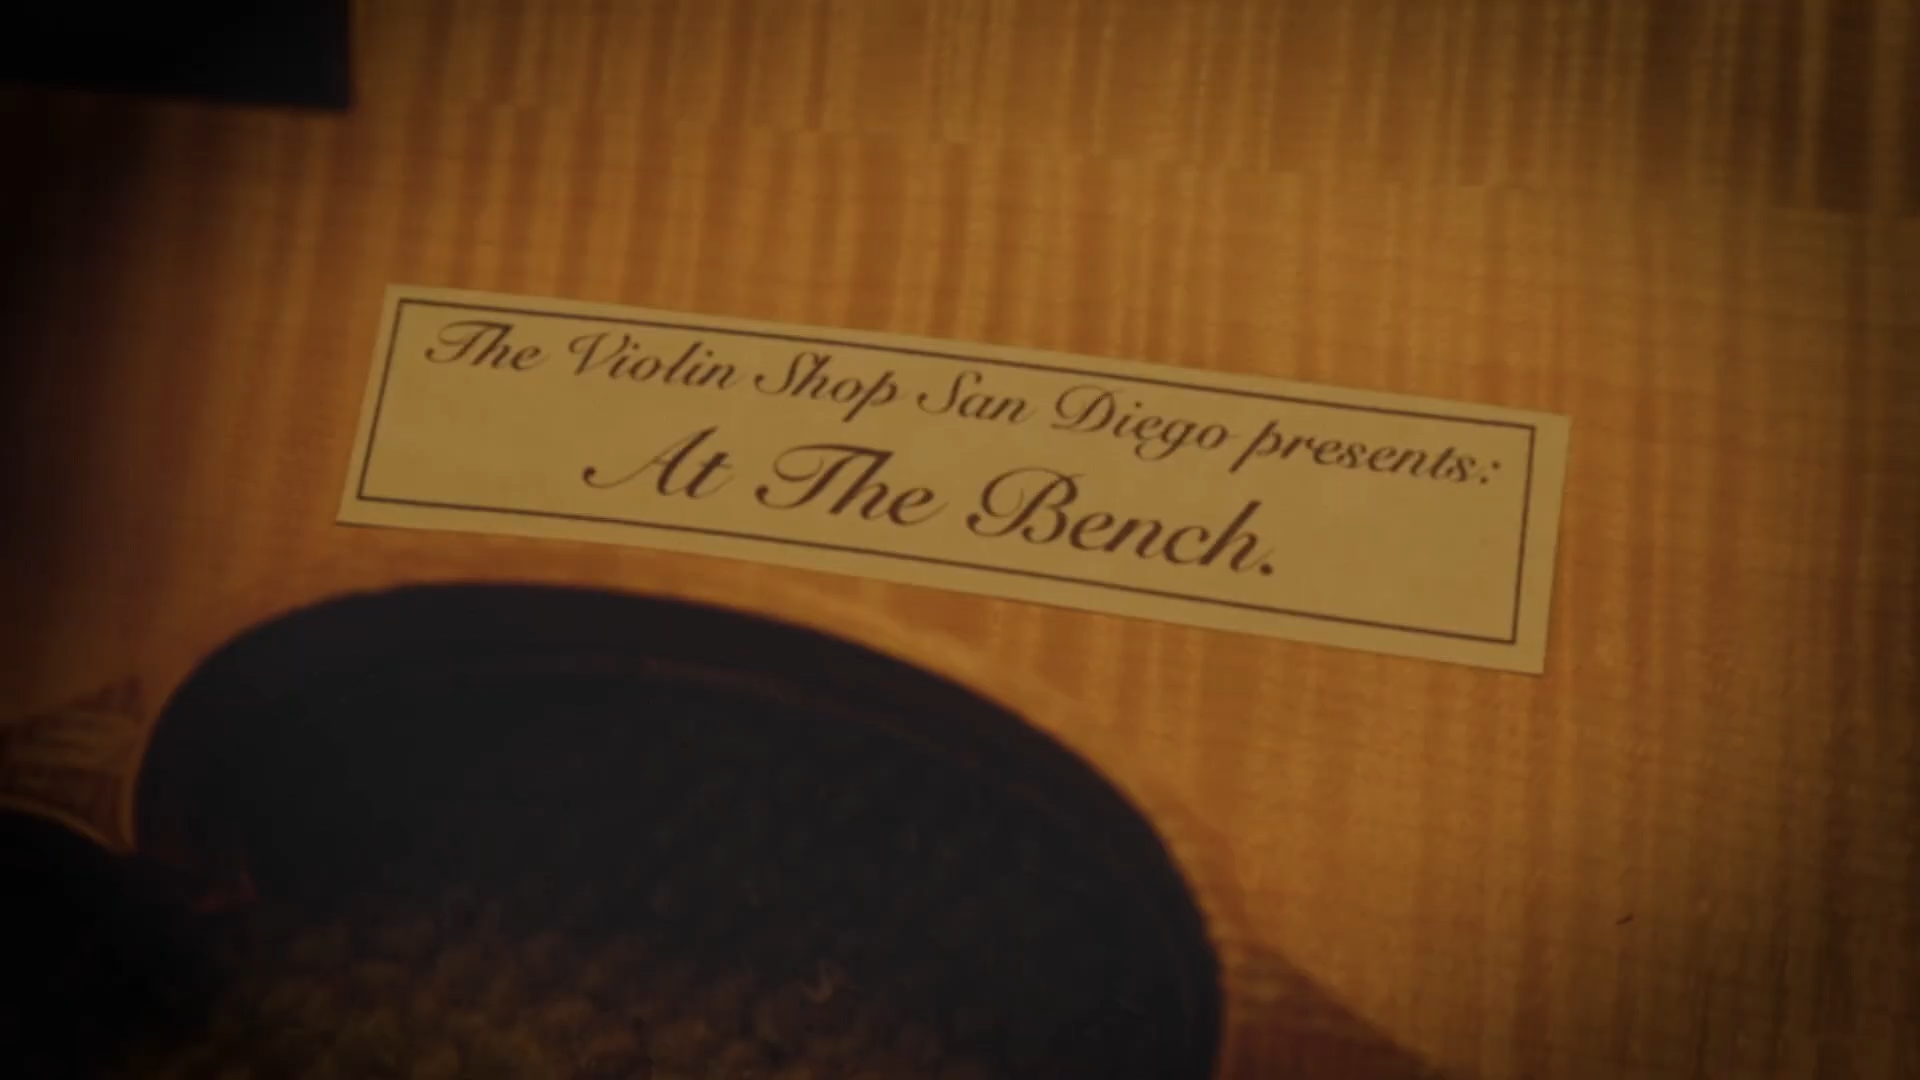 The Violin Shop San Diego presents:
At The Bench.